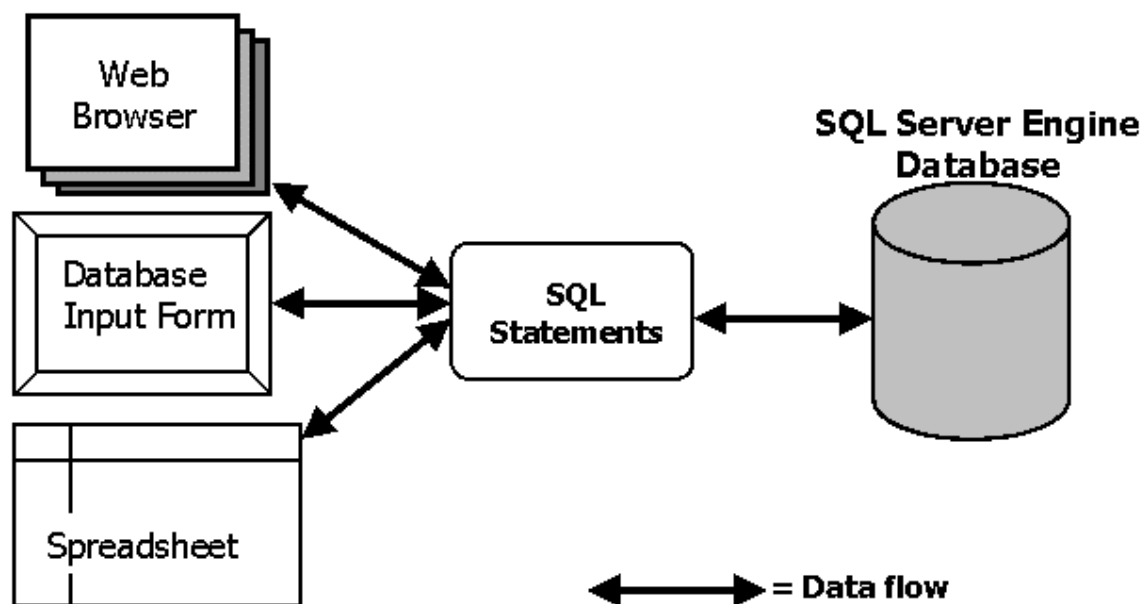 Web
Browser
SQL Server Engine
Database
Database
Input Form
SQL
Statements
Spreadsheet
= Data flow